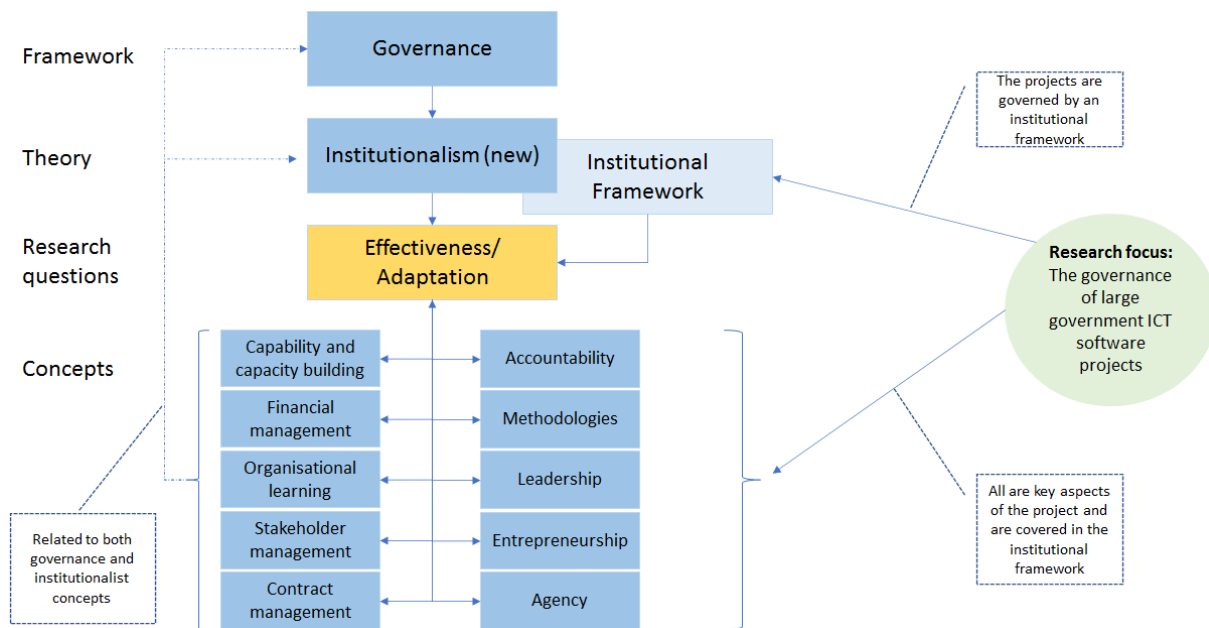 Framework
Governance
The projects are
governed by an
institutional
framework
Theory
Institutionalism (new)
Institutional
Framework
Research
questions
Effectiveness/
Adaptation
Research focus:
The governance
of large
government ICT
software
projects
Concepts
Capability and
capacity building
Accountability
Financial
management
Methodologies
Organisational
learning
Leadership
Stakeholder
management
Entrepreneurship
Contract
management
Agency
Related to both
governance and
institutionalist
concepts
All are key aspects
of the project and
are covered in the
institutional
framework